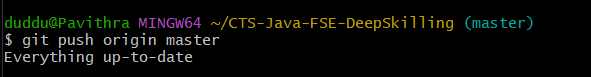 duddu@Pavithra MINGW64 ~/CTS-Java-FSE-DeepSkilling (master)
$ git push origin master
Everything up-to-date